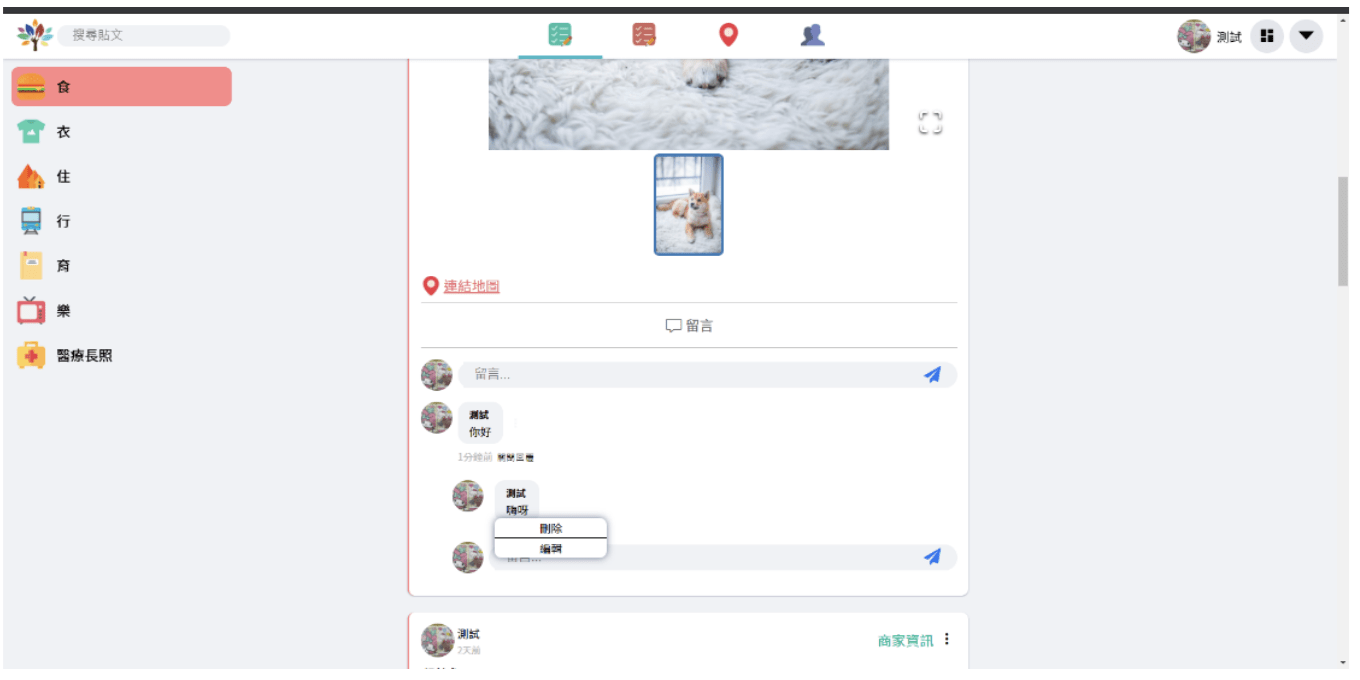 搜尋貼文
測試
食
衣
住
行
育
樂
醫療長照
連結地圖
留言
留言...
測試
你好
1分鐘前 關閉回覆
測試
嗨呀
刪除
編輯
測試
2天前
商家資訊